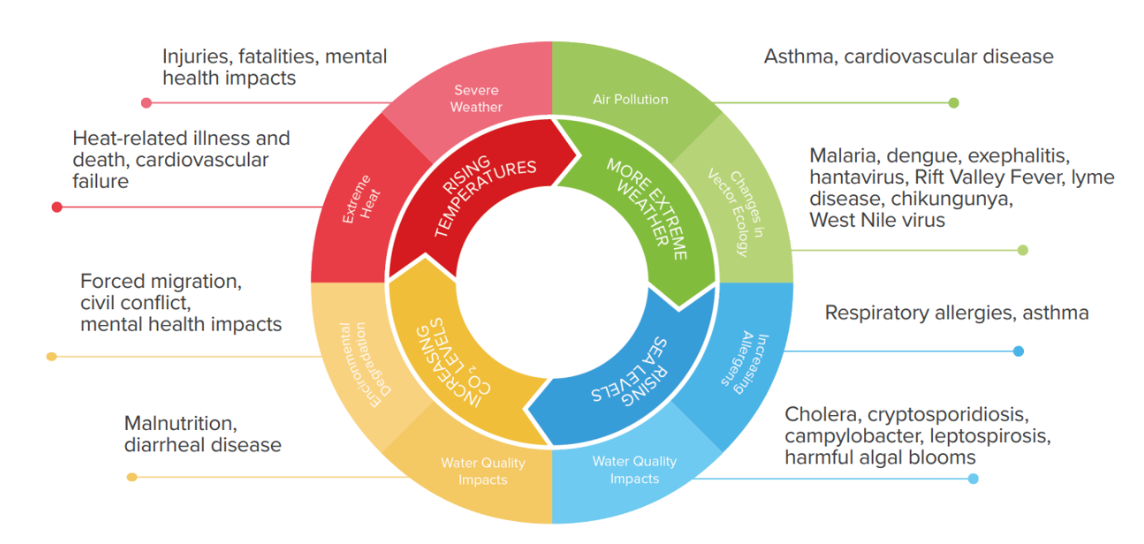 Injuries, fatalities, mental
health impacts
Heat-related illness and
death, cardiovascular
failure
Forced migration,
civil conflict,
mental health impacts
Malnutrition,
diarrheal disease
Severe
Weather
Extreme
Heat
Environmental
Degradation
Water Quality
Impacts
RISING
TEMPERATURES
MORE EXTREME
WEATHER
RISING
SEA LEVELS
INCREASING
CO₂ LEVELS
Air Pollution
Changes in
Vector Ecology
Increasing
Allergens
Water Quality
Impacts
Asthma, cardiovascular disease
Malaria, dengue, exephalitis,
hantavirus, Rift Valley Fever, lyme
disease, chikungunya,
West Nile virus
Respiratory allergies, asthma
Cholera, cryptosporidiosis,
campylobacter, leptospirosis,
harmful algal blooms